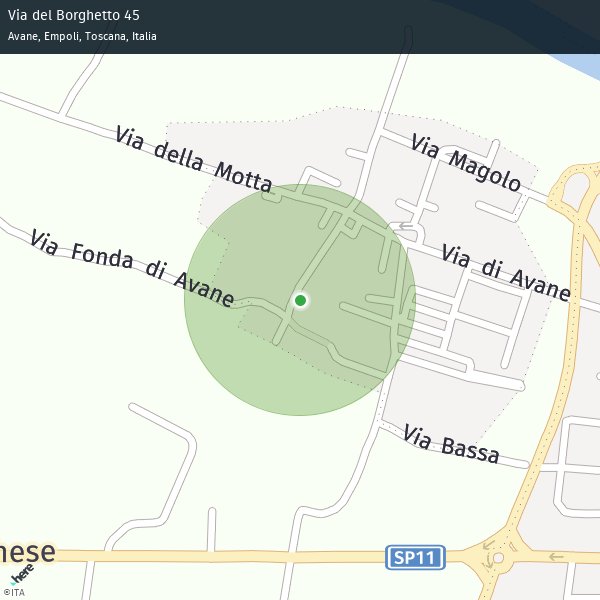 Via del Borghetto 45
Avane, Empoli, Toscana, Italia
Via della Motta
Via Magolo
Via Fonda di Avane
Via di Avane
Via Bassa
nese
SP11
here
©ITA